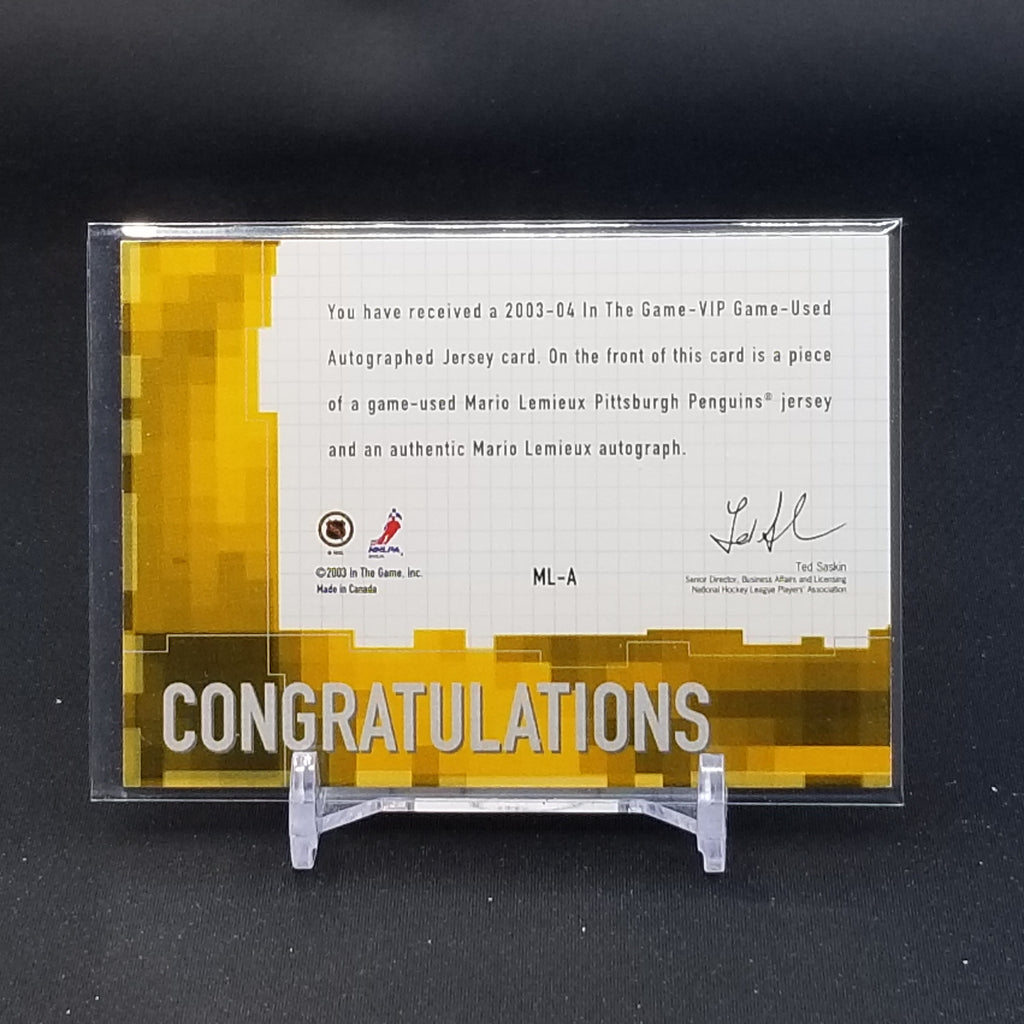 You have received a 2003-04 In The Game-VIP Game-Used
Autographed Jersey card. On the front of this card is a piece
of a game-used Mario Lemieux Pittsburgh Penguins® jersey
and an authentic Mario Lemieux autograph.
NHLPA
©2003 In The Game, Inc.
Made in Canada
ML-A
Ted Saskin
Senior Director, Business Affairs and Licensing
National Hockey League Players' Association
CONGRATULATIONS